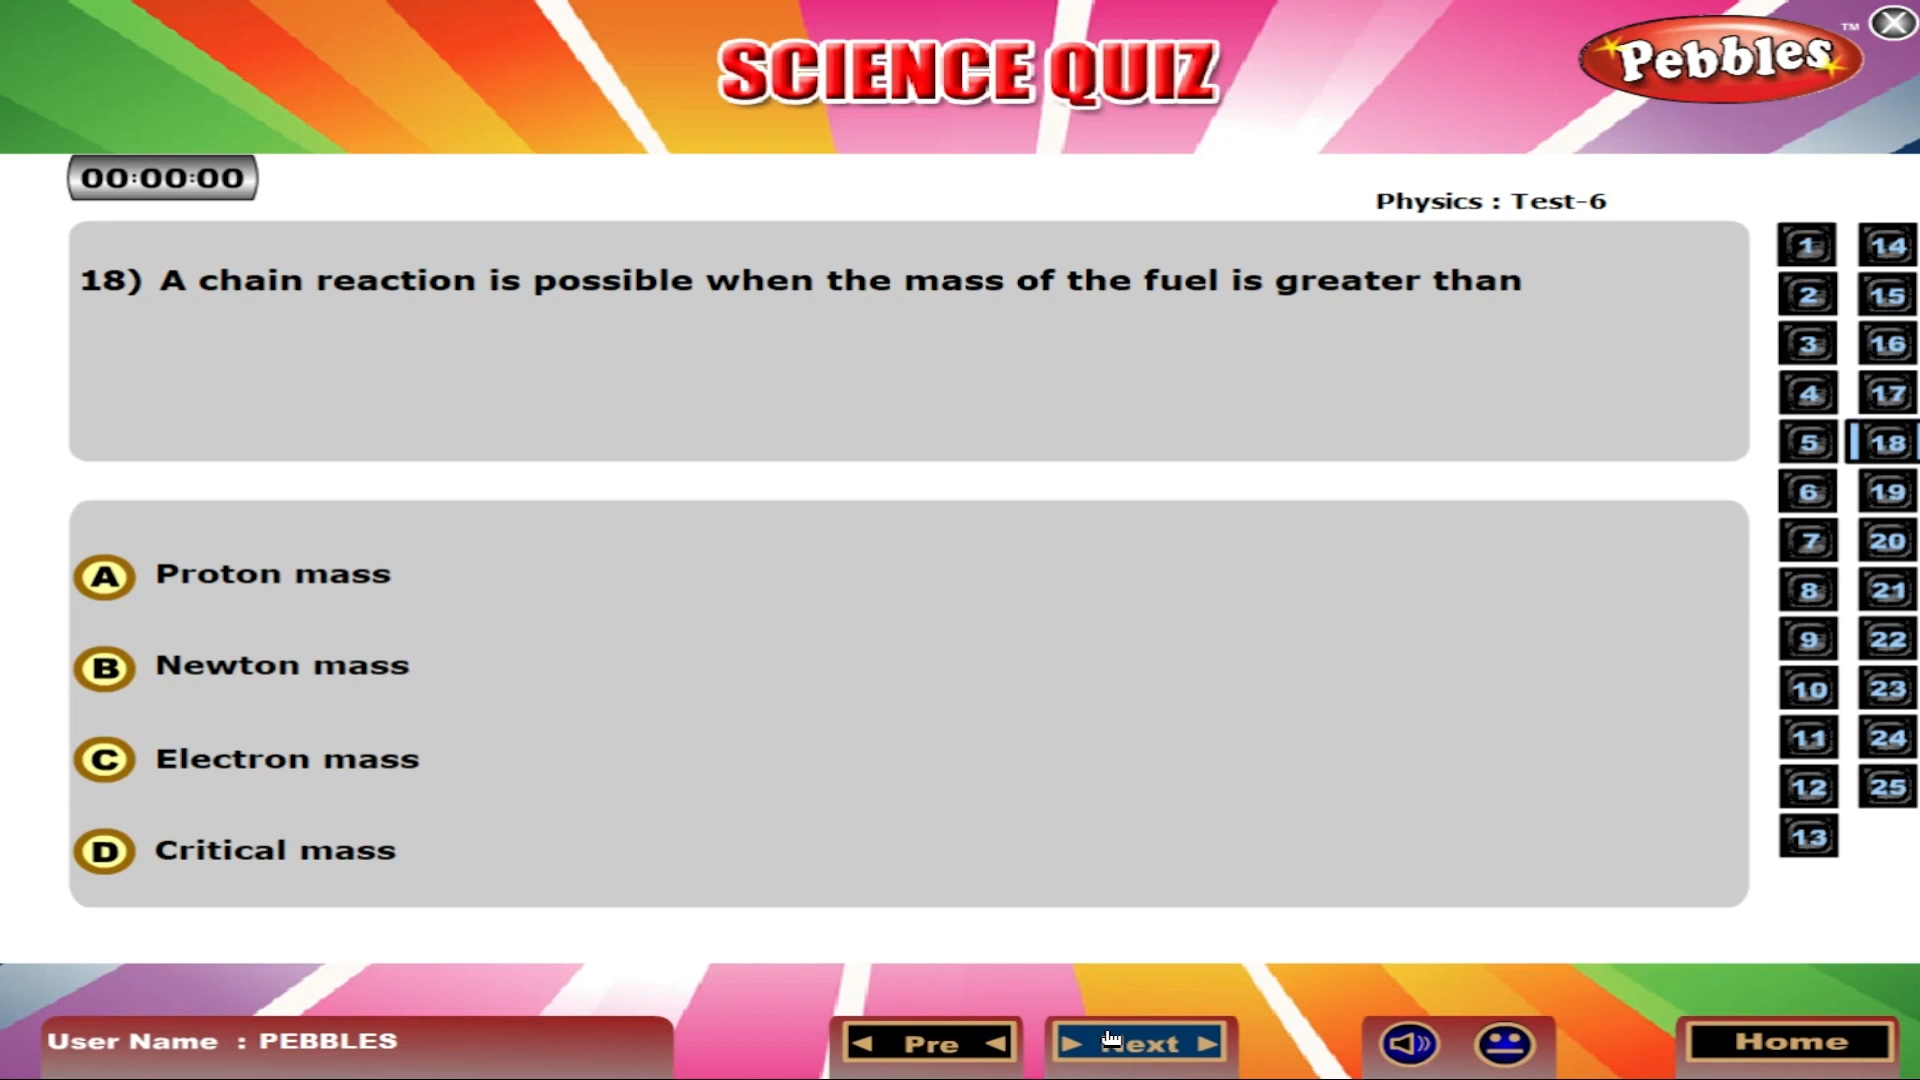 SCIENCE QUIZ
Pebbles™
00:00:00
Physics : Test-6
18) A chain reaction is possible when the mass of the fuel is greater than
A Proton mass
B Newton mass
C Electron mass
D Critical mass
1 14
2 15
3 16
4 17
5 18
6 19
7 20
8 21
9 22
10 23
11 24
12 25
13
User Name : PEBBLES
Pre
Next
Home